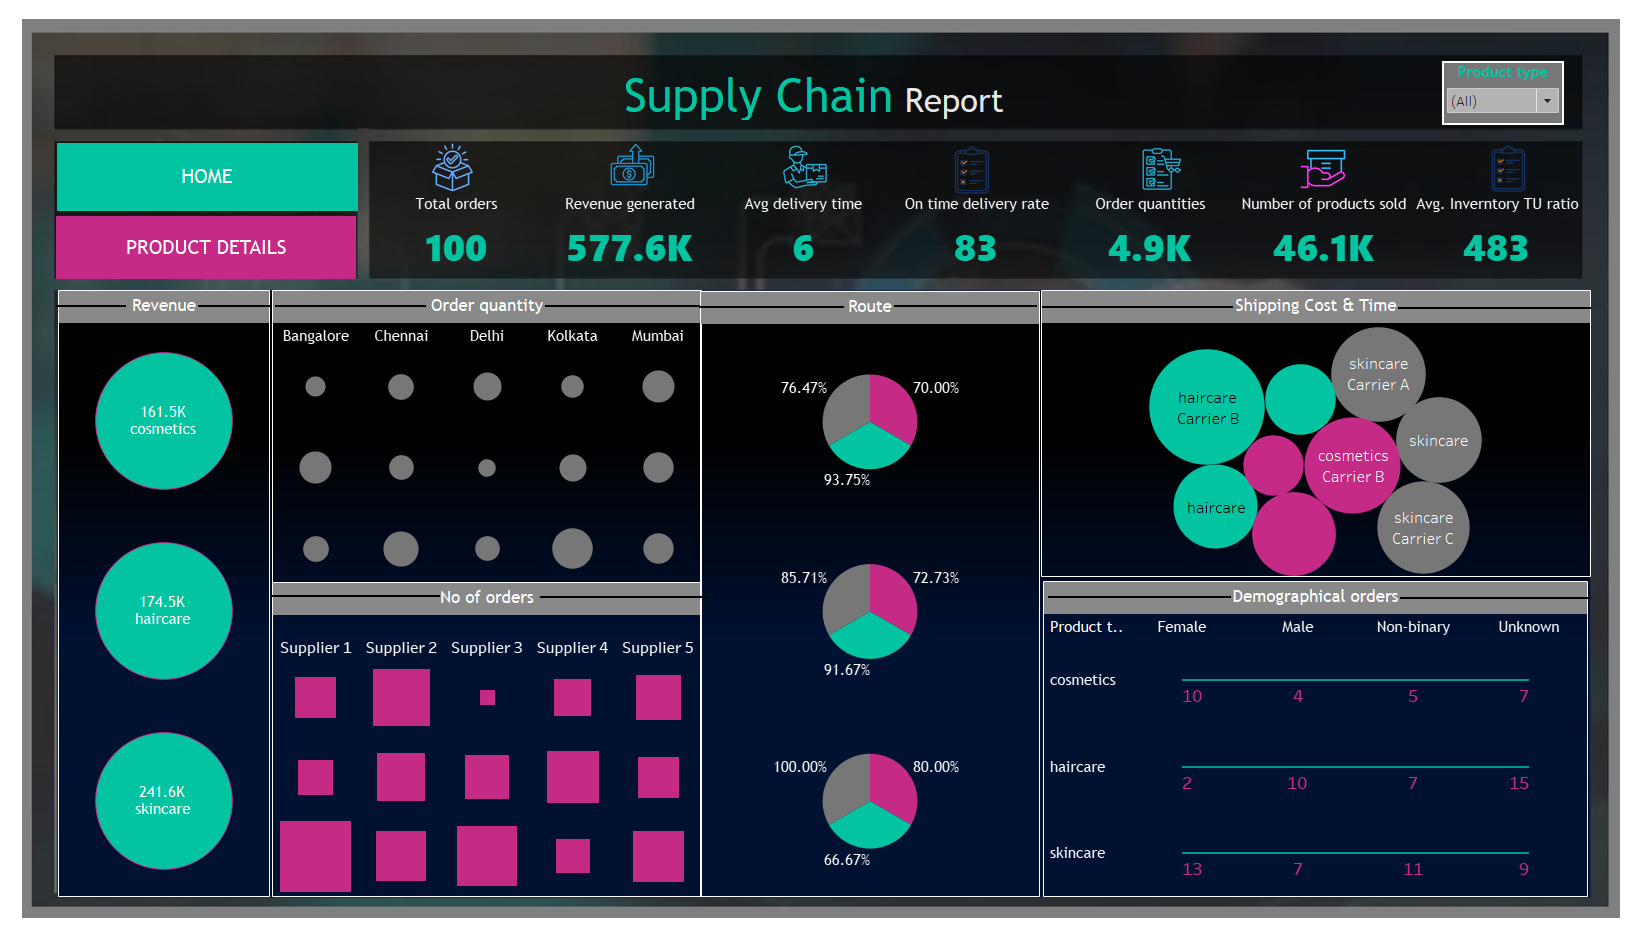 Supply Chain Report
Product type
(All)
HOME
PRODUCT DETAILS
Total orders
100
Revenue generated
577.6K
Avg delivery time
6
On time delivery rate
83
Order quantities
4.9K
Number of products sold
46.1K
Avg. Inverntory TU ratio
483
Revenue
161.5K
cosmetics
174.5K
haircare
241.6K
skincare
Order quantity
Bangalore Chennai Delhi Kolkata Mumbai
No of orders
Supplier 1 Supplier 2 Supplier 3 Supplier 4 Supplier 5
Route
76.47% 70.00%
93.75%
85.71% 72.73%
91.67%
100.00% 80.00%
66.67%
Shipping Cost & Time
skincare
Carrier A
haircare
Carrier B
skincare
cosmetics
Carrier B
haircare
skincare
Carrier C
Demographical orders
Product t.. Female Male Non-binary Unknown
cosmetics
10 4 5 7
haircare
2 10 7 15
skincare
13 7 11 9